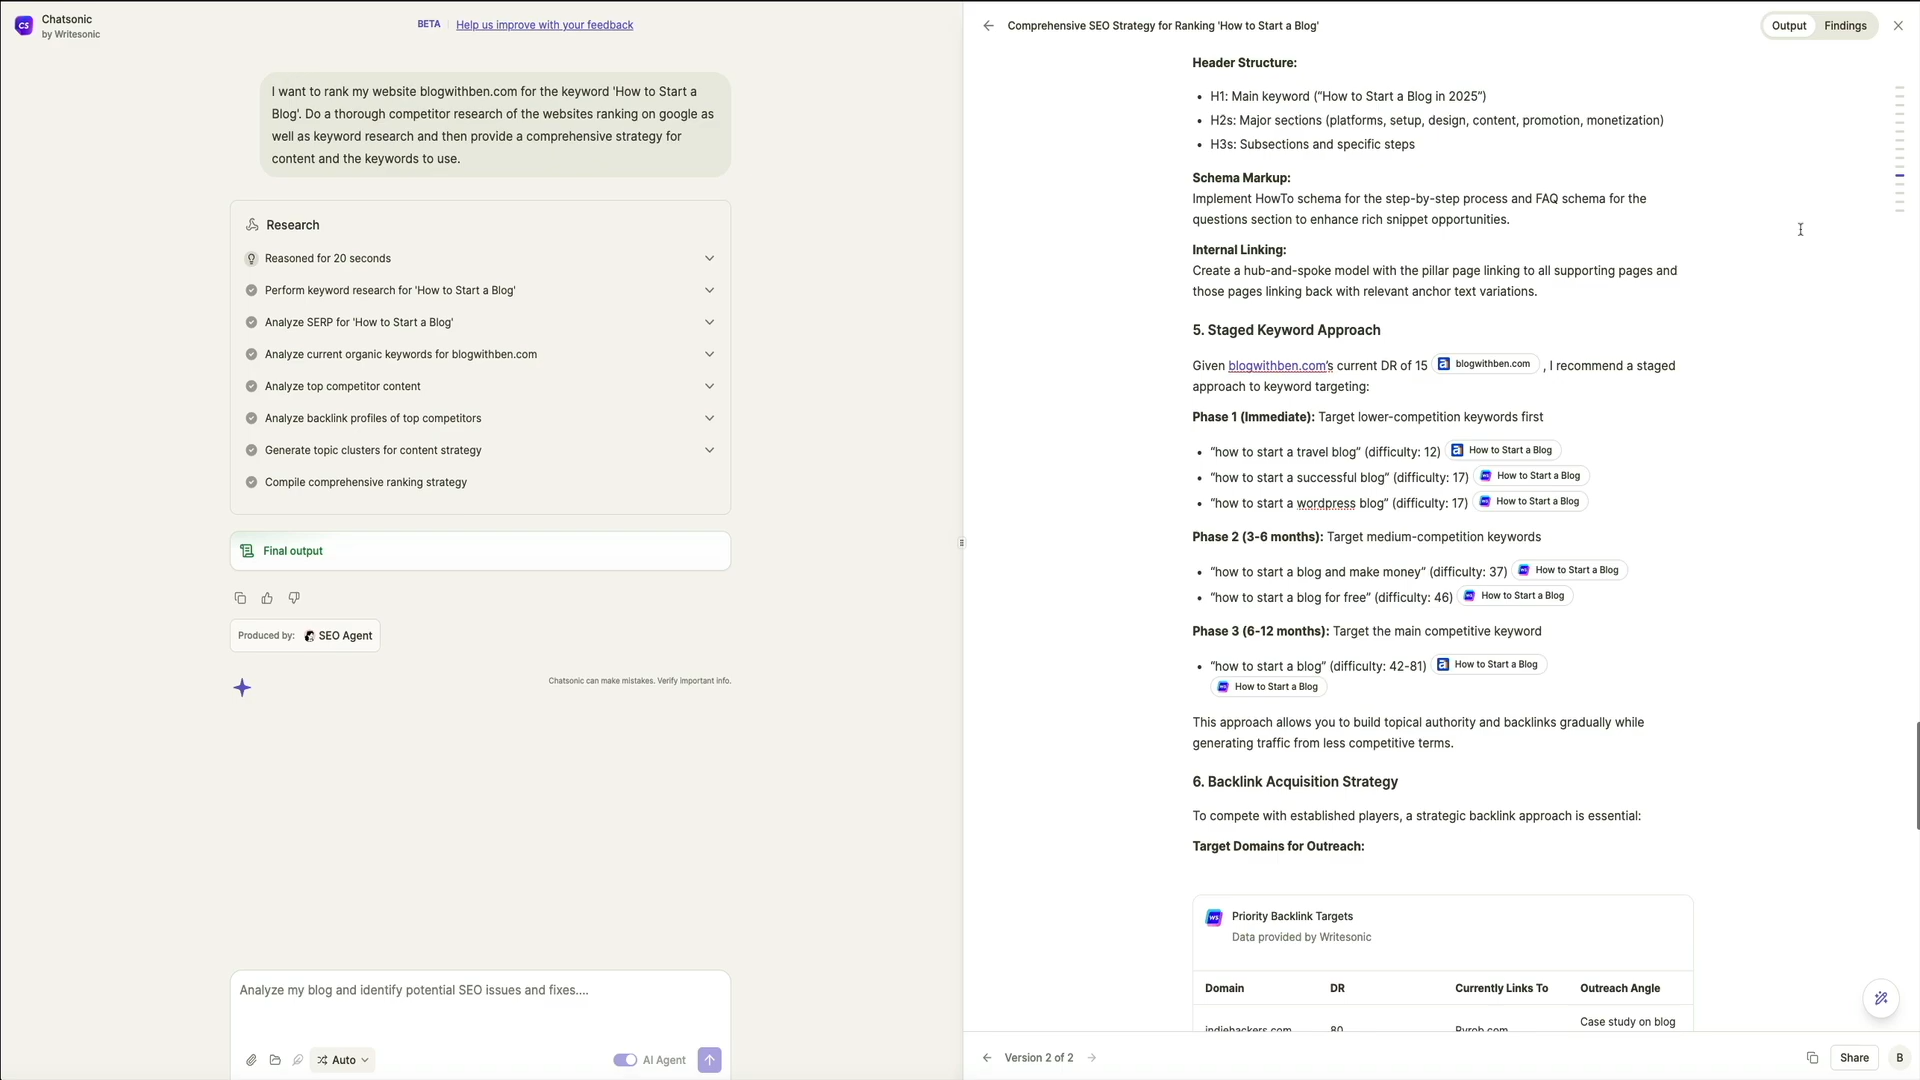 Chatsonic
by Writesonic
BETA
Help us improve with your feedback
I want to rank my website blogwithben.com for the keyword 'How to Start a
Blog'. Do a thorough competitor research of the websites ranking on google as
well as keyword research and then provide a comprehensive strategy for
content and the keywords to use.
Research
Reasoned for 20 seconds
Perform keyword research for 'How to Start a Blog'
Analyze SERP for 'How to Start a Blog'
Analyze current organic keywords for blogwithben.com
Analyze top competitor content
Analyze backlink profiles of top competitors
Generate topic clusters for content strategy
Compile comprehensive ranking strategy
Final output
Produced by: SEO Agent
Chatsonic can make mistakes. Verify important info.
Analyze my blog and identify potential SEO issues and fixes....
Auto
AI Agent
Comprehensive SEO Strategy for Ranking 'How to Start a Blog'
Output
Findings
Header Structure:
• H1: Main keyword (“How to Start a Blog in 2025”)
• H2s: Major sections (platforms, setup, design, content, promotion, monetization)
• H3s: Subsections and specific steps
Schema Markup:
Implement HowTo schema for the step-by-step process and FAQ schema for the
questions section to enhance rich snippet opportunities.
Internal Linking:
Create a hub-and-spoke model with the pillar page linking to all supporting pages and
those pages linking back with relevant anchor text variations.
5. Staged Keyword Approach
Given blogwithben.com’s current DR of 15 blogwithben.com , I recommend a staged
approach to keyword targeting:
Phase 1 (Immediate): Target lower-competition keywords first
• “how to start a travel blog” (difficulty: 12) How to Start a Blog
• “how to start a successful blog” (difficulty: 17) How to Start a Blog
• “how to start a wordpress blog” (difficulty: 17) How to Start a Blog
Phase 2 (3-6 months): Target medium-competition keywords
• “how to start a blog and make money” (difficulty: 37) How to Start a Blog
• “how to start a blog for free” (difficulty: 46) How to Start a Blog
Phase 3 (6-12 months): Target the main competitive keyword
• “how to start a blog” (difficulty: 42-81) How to Start a Blog
How to Start a Blog
This approach allows you to build topical authority and backlinks gradually while
generating traffic from less competitive terms.
6. Backlink Acquisition Strategy
To compete with established players, a strategic backlink approach is essential:
Target Domains for Outreach:
Priority Backlink Targets
Data provided by Writesonic
Domain DR Currently Links To Outreach Angle
indiehackers.com 80 Ryrob.com Case study on blog
Version 2 of 2
Share
B